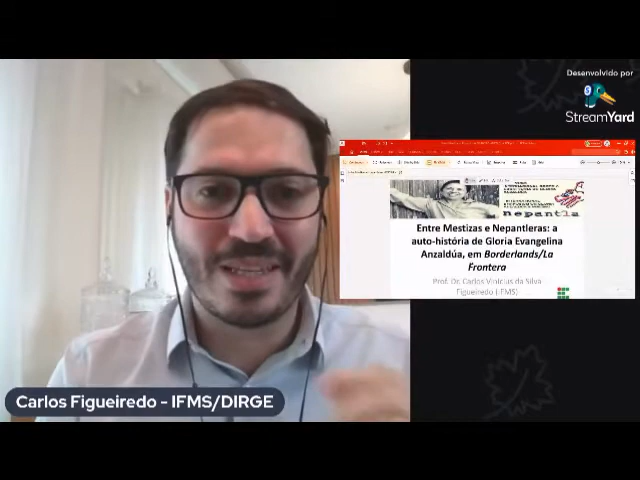 Desenvolvido por
StreamYard
nepantla
Entre Mestizas e Nepantleras: a
auto-história de Gloria Evangelina
Anzaldúa, em Borderlands/La
Frontera
Prof. Dr. Carlos Vinícius da Silva
Figueiredo (IFMS)
Carlos Figueiredo - IFMS/DIRGE